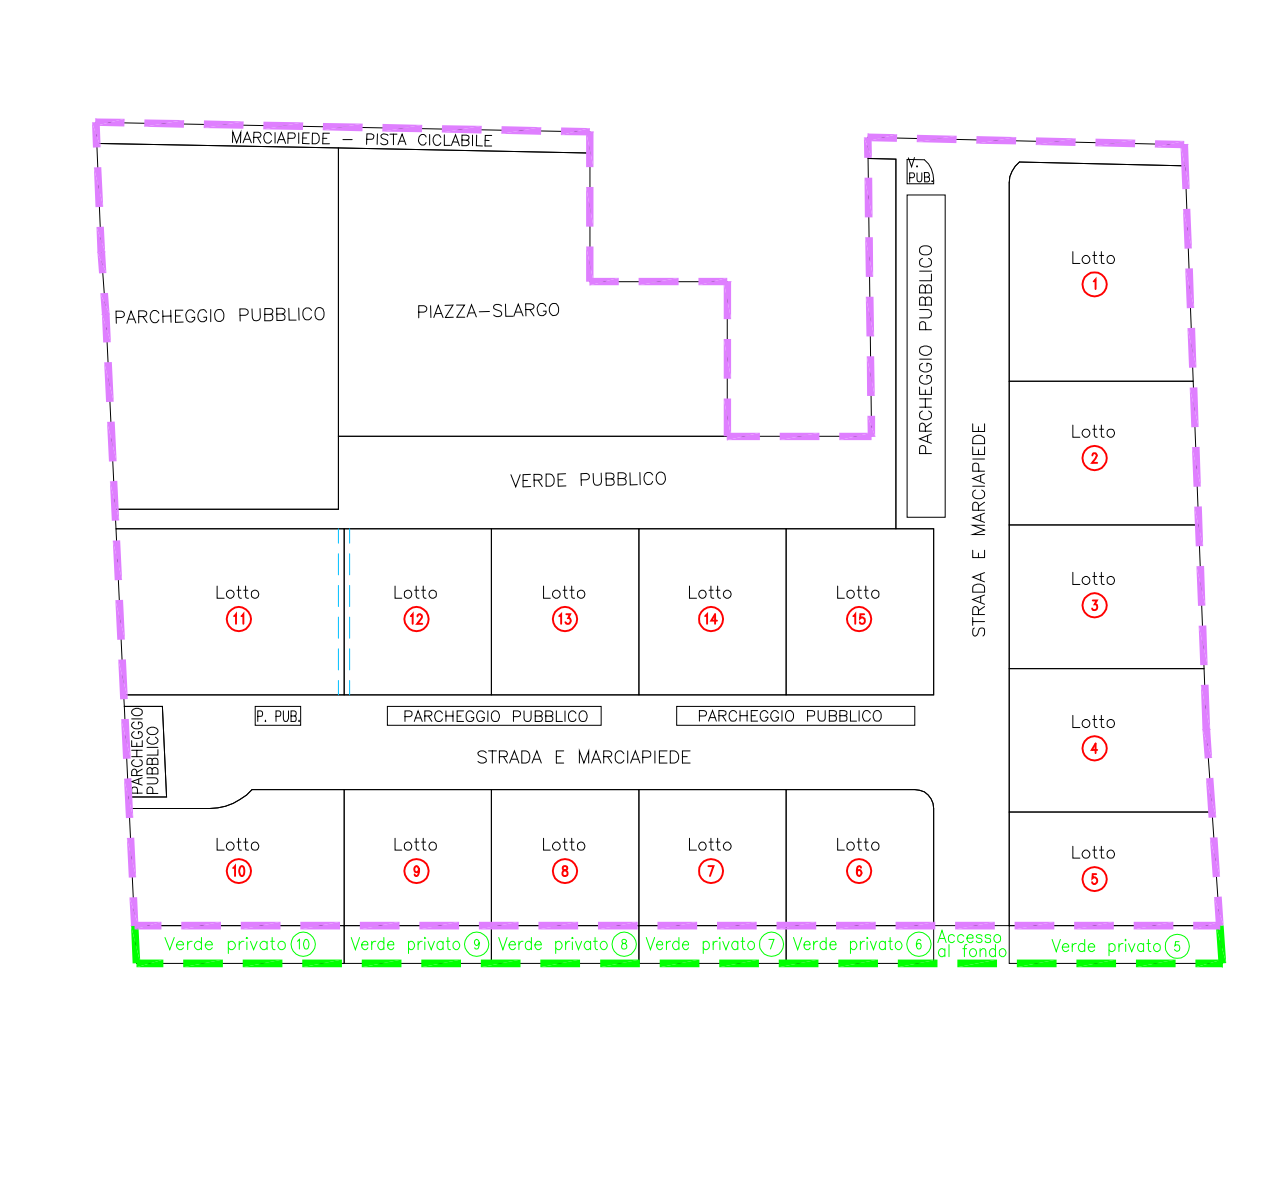 MARCIAPIEDE – PISTA CICLABILE
V.
PUB.
PARCHEGGIO PUBBLICO
PIAZZA–SLARGO
PARCHEGGIO PUBBLICO
Lotto
1
VERDE PUBBLICO
STRADA E MARCIAPIEDE
Lotto
2
Lotto
11
Lotto
12
Lotto
13
Lotto
14
Lotto
15
Lotto
3
PARCHEGGIO
PUBBLICO
P. PUB.
PARCHEGGIO PUBBLICO
PARCHEGGIO PUBBLICO
STRADA E MARCIAPIEDE
Lotto
4
Lotto
10
Lotto
9
Lotto
8
Lotto
7
Lotto
6
Lotto
5
Verde privato 10
Verde privato 9
Verde privato 8
Verde privato 7
Verde privato 6
Accesso
al fondo
Verde privato 5